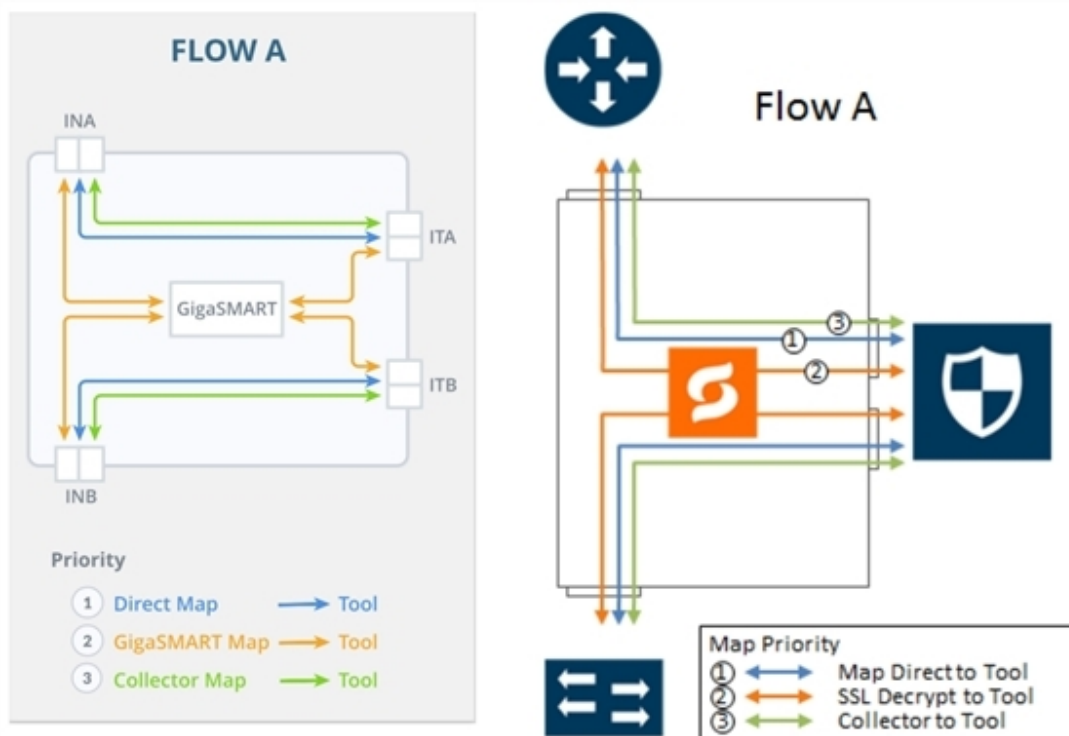 FLOW A
INA
ITA
GigaSMART
ITB
INB
Priority
1 Direct Map Tool
2 GigaSMART Map Tool
3 Collector Map Tool
Flow A
3
1
2
Map Priority
1 Map Direct to Tool
2 SSL Decrypt to Tool
3 Collector to Tool